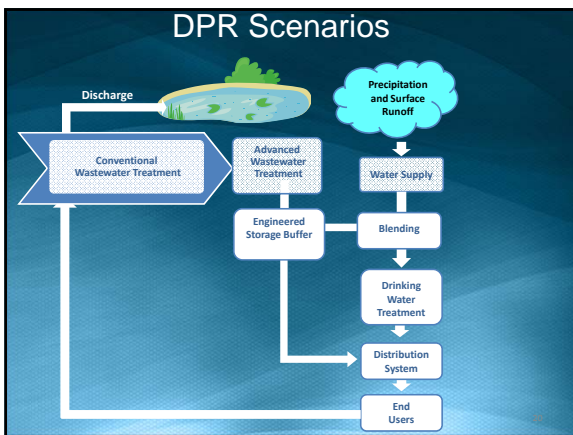 DPR Scenarios
Discharge
Precipitation
and Surface
Runoff
Conventional
Wastewater Treatment
Advanced
Wastewater
Treatment
Water Supply
Engineered
Storage Buffer
Blending
Drinking
Water
Treatment
Distribution
System
End
Users